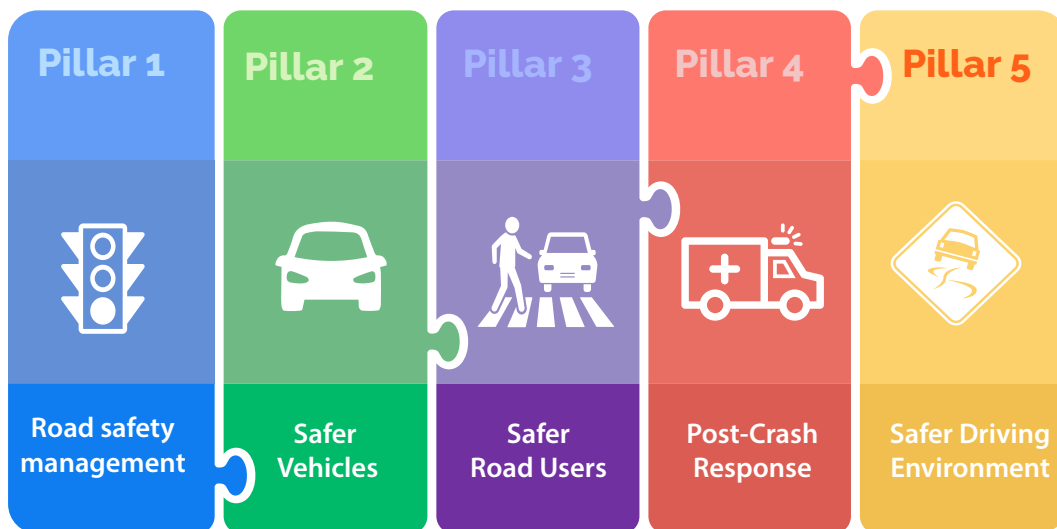 Pillar 1
Pillar 2
Pillar 3
Pillar 4
Pillar 5
Road safety
management
Safer
Vehicles
Safer
Road Users
Post-Crash
Response
Safer Driving
Environment